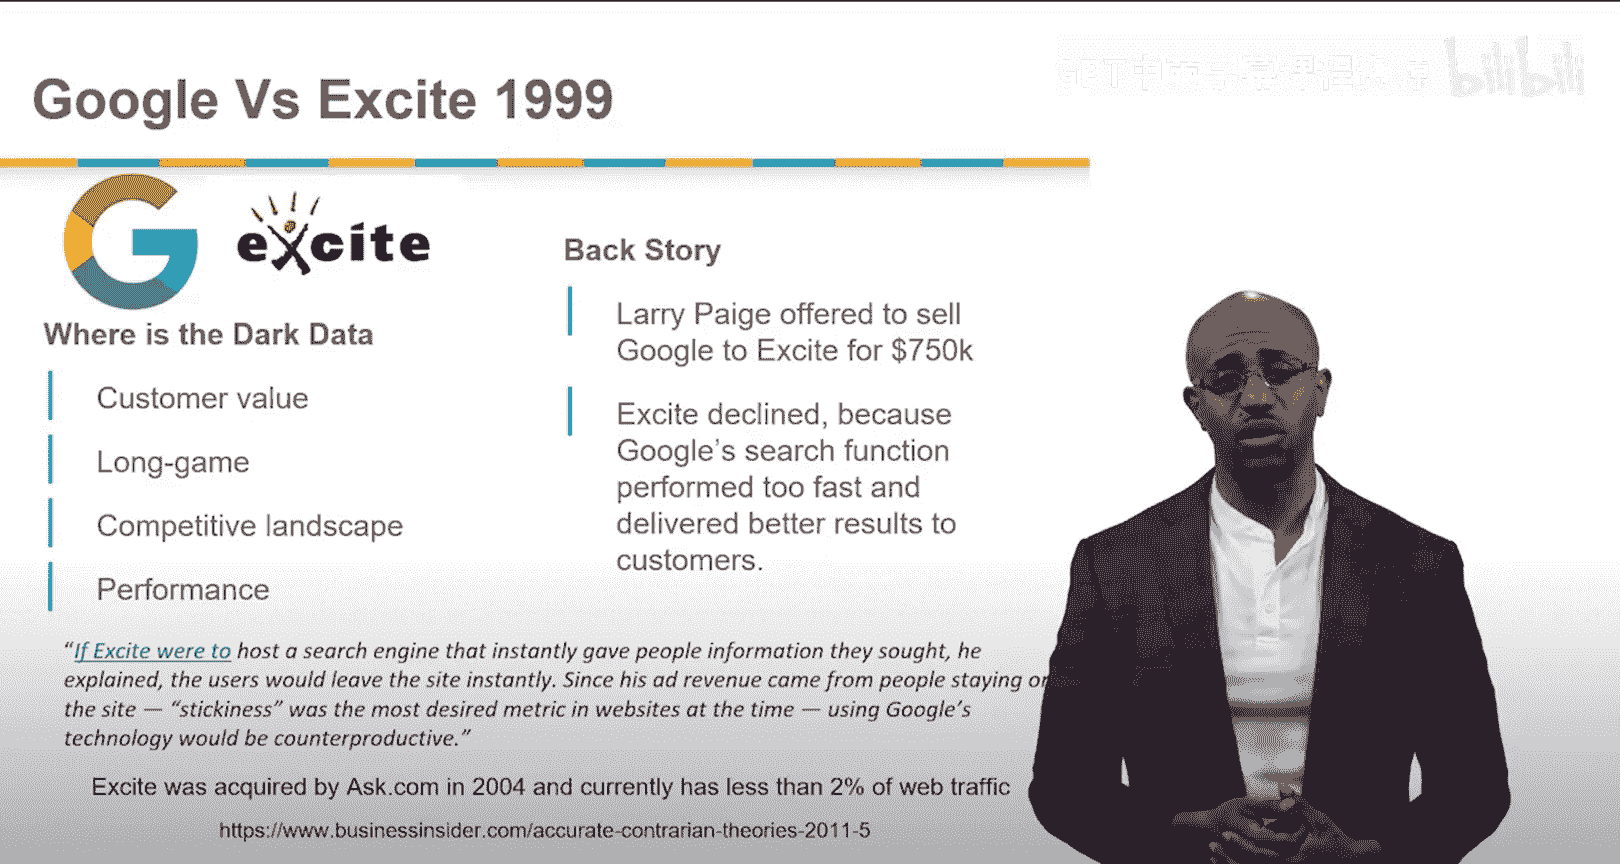 Google Vs Excite 1999
bilibili
excite
Where is the Dark Data
Customer value
Long-game
Competitive landscape
Performance
Back Story
Larry Paige offered to sell
Google to Excite for $750k
Excite declined, because
Google’s search function
performed too fast and
delivered better results to
customers.
“If Excite were to host a search engine that instantly gave people information they sought, he
explained, the users would leave the site instantly. Since his ad revenue came from people staying
the site — “stickiness” was the most desired metric in websites at the time — using Google’s
technology would be counterproductive.”
Excite was acquired by Ask.com in 2004 and currently has less than 2% of web traffic
https://www.businessinsider.com/accurate-contrarian-theories-2011-5